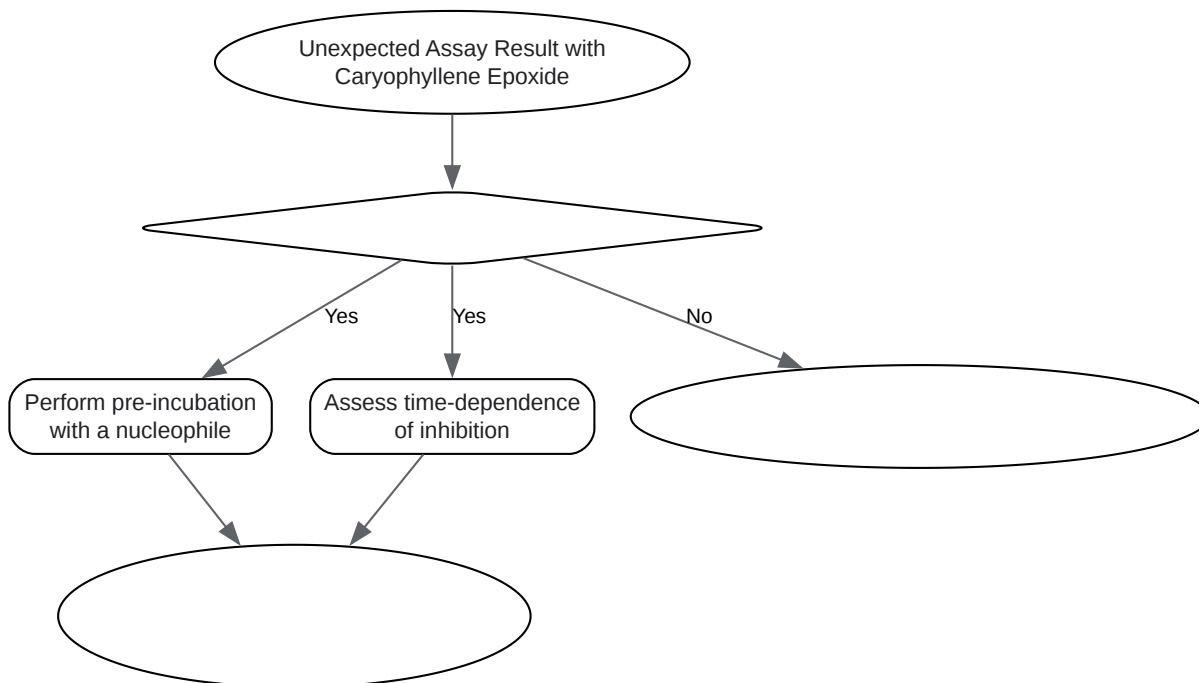 Unexpected Assay Result with
Caryophyllene Epoxide
Yes
Yes
No
Perform pre-incubation
with a nucleophile
Assess time-dependence
of inhibition